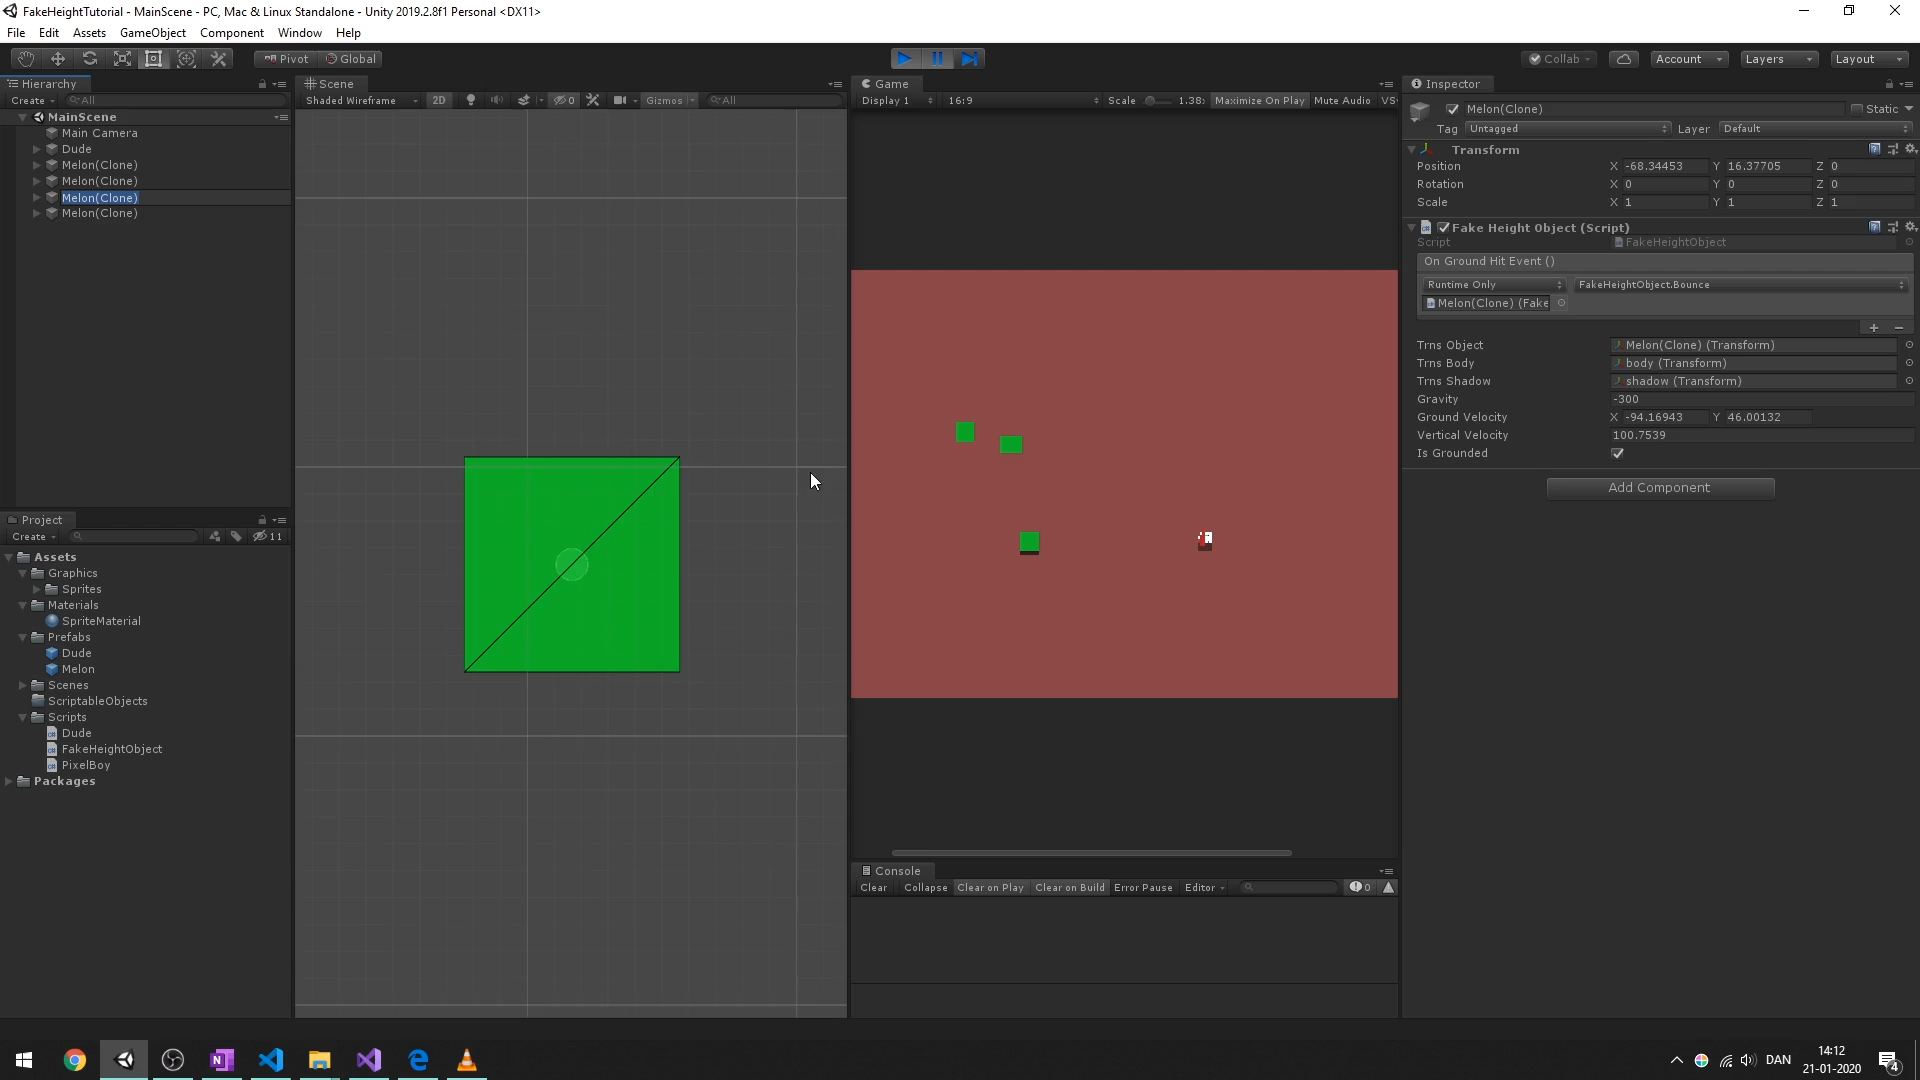 FakeHeightTutorial - MainScene - PC, Mac & Linux Standalone - Unity 2019.2.8f1 Personal <DX11>
File Edit Assets GameObject Component Window Help
Pivot Global Collab Account Layers Layout
Hierarchy
Create All
MainScene
Main Camera
Dude
Melon(Clone)
Melon(Clone)
Melon(Clone)
Melon(Clone)
Project
Create 11
Assets
Graphics
Sprites
Materials
SpriteMaterial
Prefabs
Dude
Melon
Scenes
ScriptableObjects
Scripts
Dude
FakeHeightObject
PixelBoy
Packages
Scene
Shaded Wireframe 2D 0 Gizmos All
Game
Display 1 16:9 Scale 1.38: Maximize On Play Mute Audio VS
Console
Clear Collapse Clear on Play Clear on Build Error Pause Editor 0
Inspector
Melon(Clone) Static
Tag Untagged Layer Default
Transform
Position X -68.34453 Y 16.37705 Z 0
Rotation X 0 Y 0 Z 0
Scale X 1 Y 1 Z 1
Fake Height Object (Script)
Script FakeHeightObject
On Ground Hit Event ()
Runtime Only FakeHeightObject.Bounce
Melon(Clone) (Fake
Trns Object Melon(Clone) (Transform)
Trns Body body (Transform)
Trns Shadow shadow (Transform)
Gravity -300
Ground Velocity X -94.16943 Y 46.00132
Vertical Velocity 100.7539
Is Grounded
Add Component
DAN
14:12
21-01-2020
4